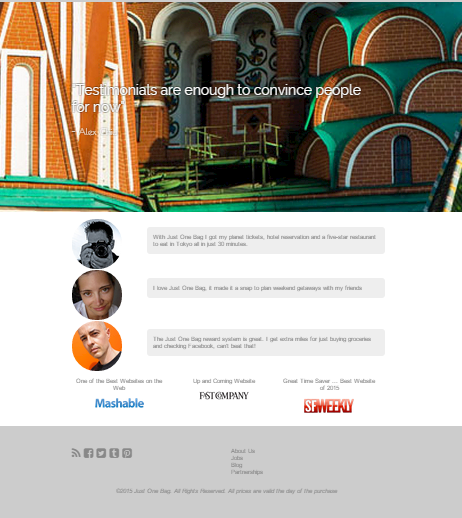 "Testimonials are enough to convince people
for now"
With Just One Bag I got my planet tickets, hotel reservation and a five-star restaurant
to eat in Tokyo all in just 30 minutes.
I love Just One Bag, it made it a snap to plan weekend getaways with my friends
The Just One Bag reward system is great. I get extra miles for just buying groceries
and checking Facebook, can't beat that!
One of the Best Websites on the
Web
Mashable
Up and Coming Website
FAST COMPANY
Great Time Saver ... Best Website
of 2015
SF WEEKLY
About Us
Jobs
Blog
Partnerships
©2015 Just One Bag. All Rights Reserved. All prices are valid the day of the purchase.